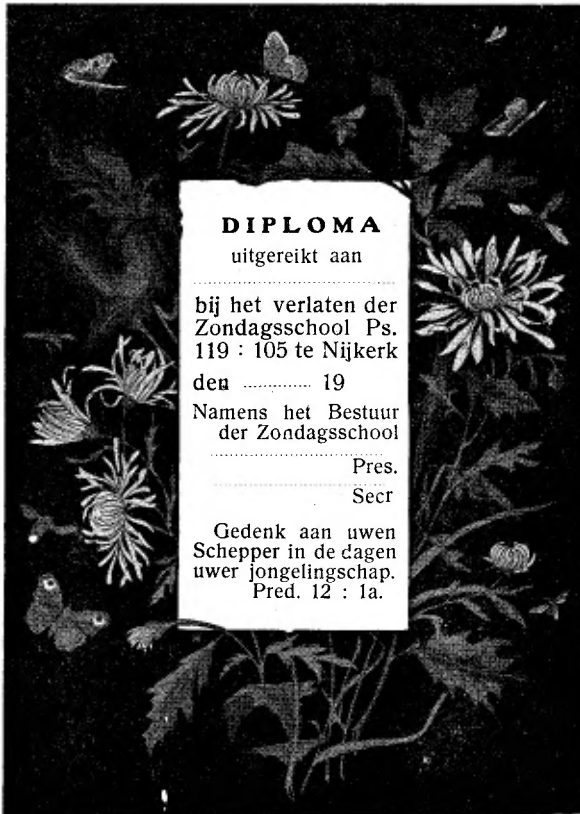 DIPLOMA
uitgereikt aan
bij het verlaten der
Zondagsschool Ps.
119 : 105 te Nijkerk
den ............ 19
Namens het Bestuur
der Zondagsschool
Pres.
Secr
Gedenk aan uwen
Schepper in de dagen
uwer jongelingschap.
Pred. 12 : 1a.